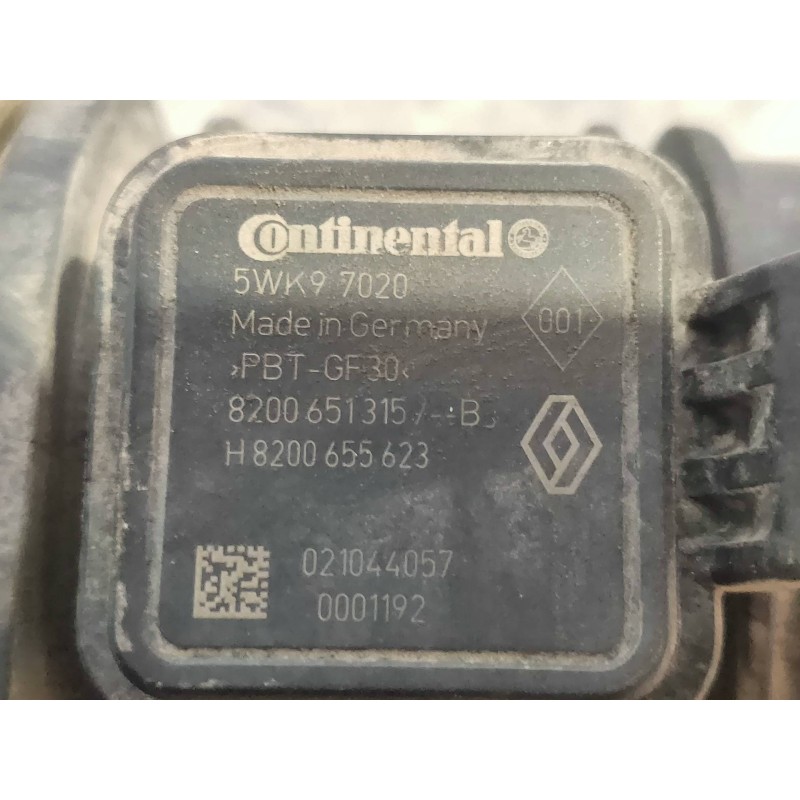 Continental
5WK9 7020
Made in Germany
001
›PBT-GF30‹
8200 651 315 /--B
H 8200 655 623
021044057
0001192